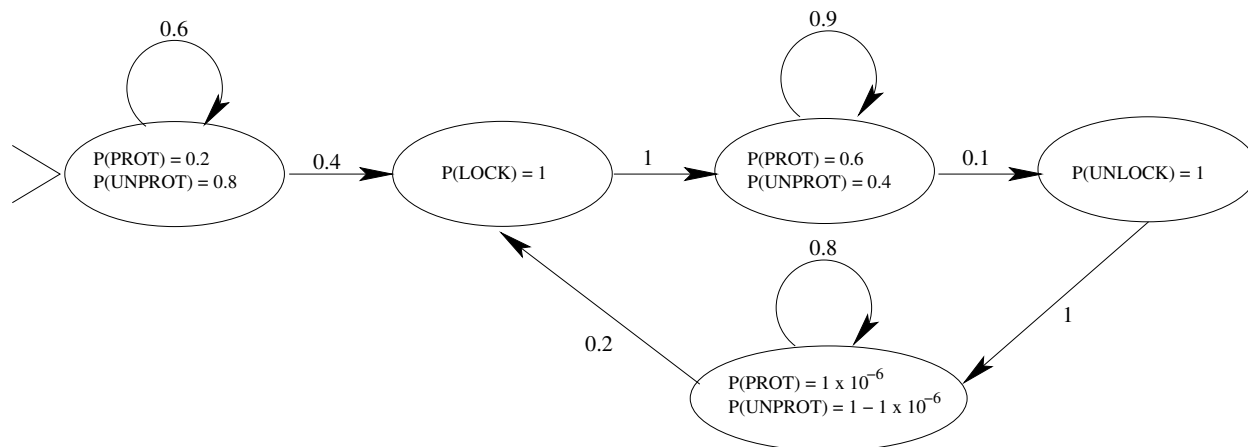 0.6
0.9
P(PROT) = 0.2
P(UNPROT) = 0.8
0.4
P(LOCK) = 1
1
P(PROT) = 0.6
P(UNPROT) = 0.4
0.1
P(UNLOCK) = 1
0.8
0.2
1
P(PROT) = 1 x 10⁻⁶
P(UNPROT) = 1 − 1 x 10⁻⁶